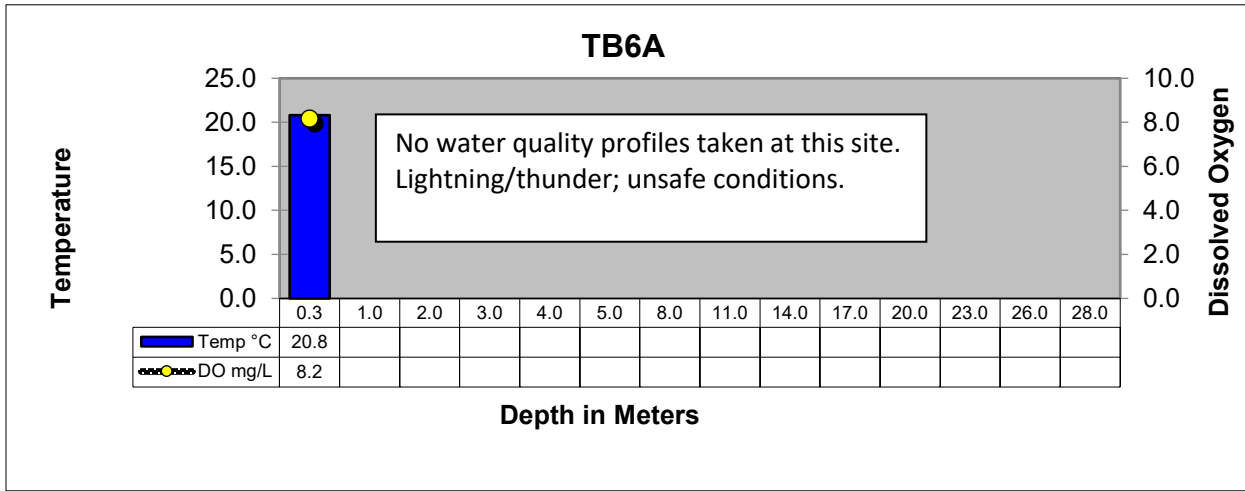 TB6A
25.0
20.0
15.0
10.0
5.0
0.0
Temperature
10.0
8.0
6.0
4.0
2.0
0.0
Dissolved Oxygen
No water quality profiles taken at this site.
Lightning/thunder; unsafe conditions.
0.3 1.0 2.0 3.0 4.0 5.0 8.0 11.0 14.0 17.0 20.0 23.0 26.0 28.0
Temp °C 20.8
DO mg/L 8.2
Depth in Meters